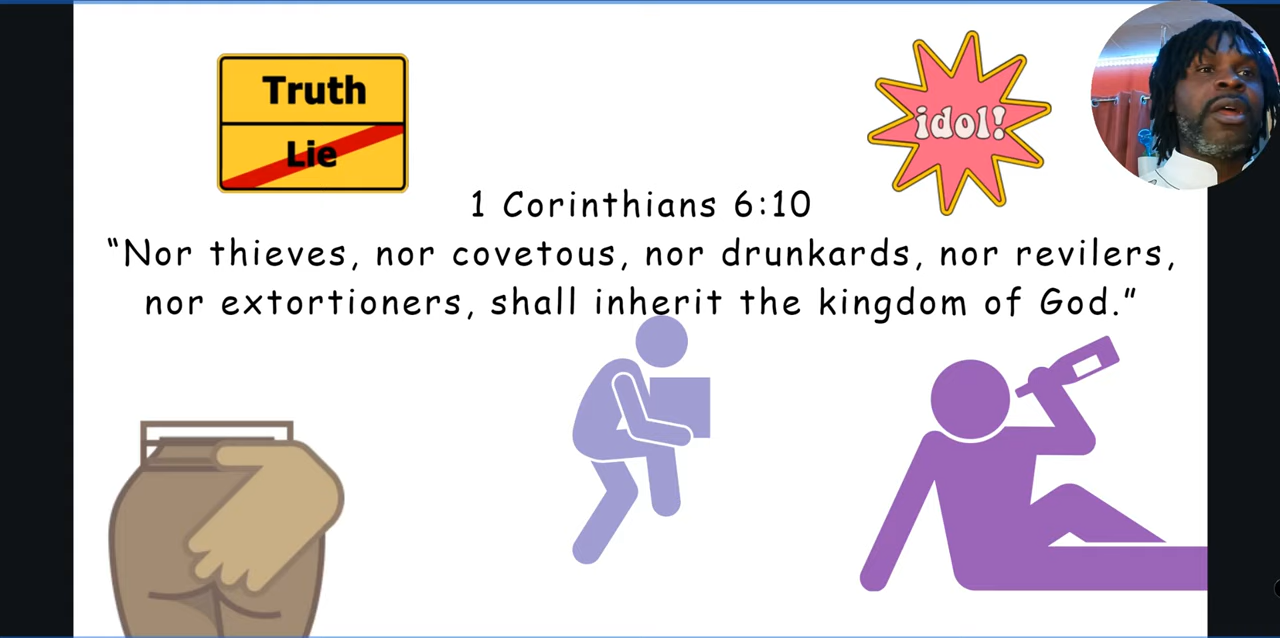 Truth
Lie
idol!
1 Corinthians 6:10
“Nor thieves, nor covetous, nor drunkards, nor revilers,
nor extortioners, shall inherit the kingdom of God.”